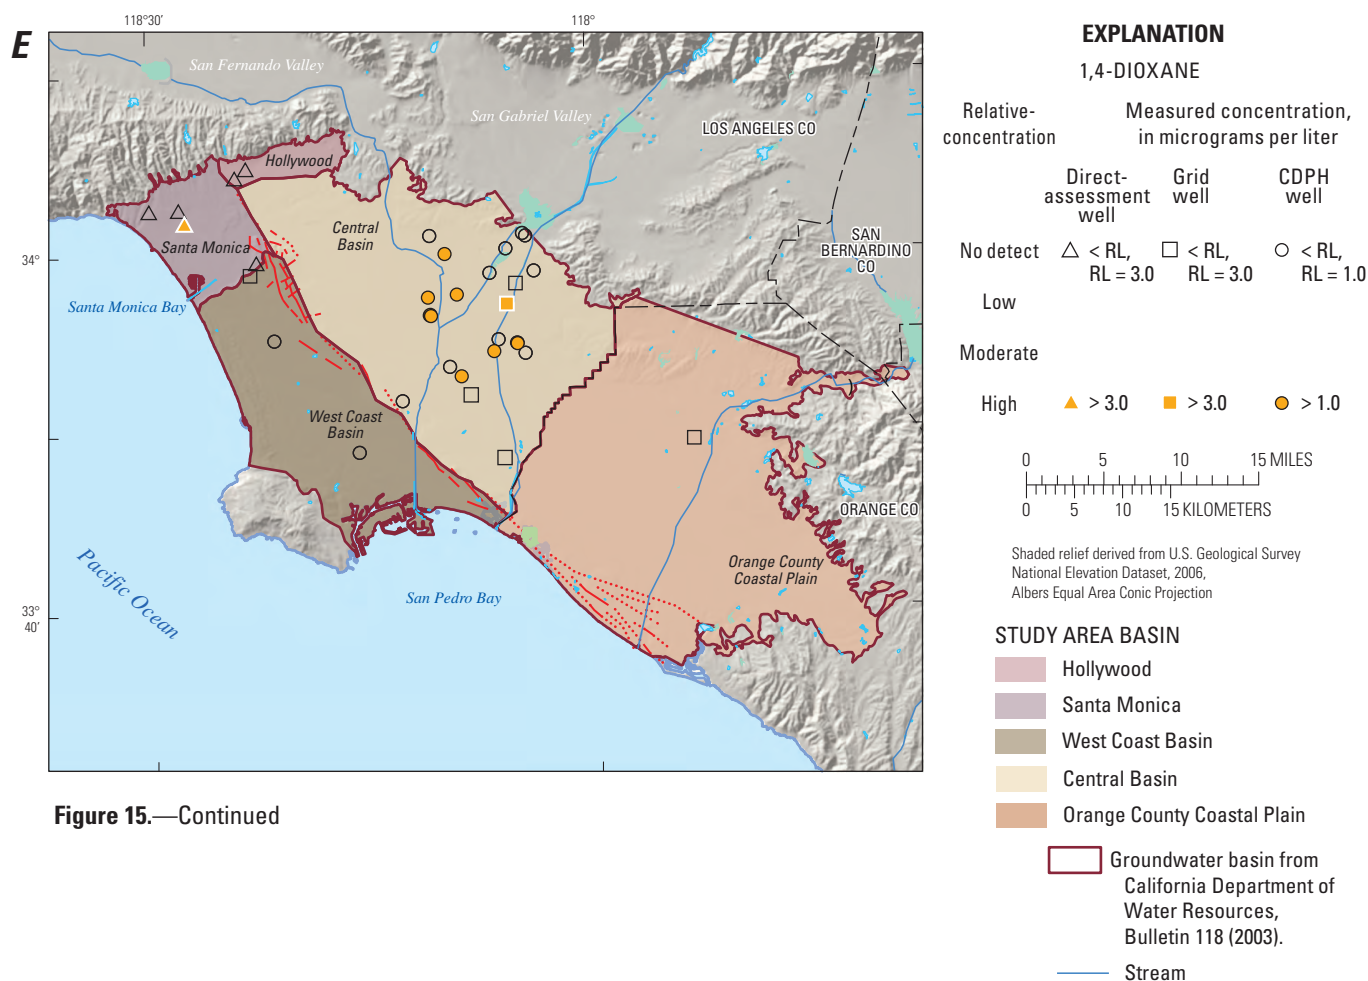 E
118°30'
118°
San Fernando Valley
San Gabriel Valley
LOS ANGELES CO
Hollywood
Central
Basin
Santa Monica
34°
SAN
BERNARDINO
CO
Santa Monica Bay
West Coast
Basin
ORANGE CO
Orange County
Coastal Plain
Pacific Ocean
San Pedro Bay
33°
40'
EXPLANATION
1,4-DIOXANE
Relative-
concentration
Measured concentration,
in micrograms per liter
Direct-
assessment
well
Grid
well
CDPH
well
No detect < RL, < RL, < RL,
RL = 3.0 RL = 3.0 RL = 1.0
Low
Moderate
High > 3.0 > 3.0 > 1.0
0 5 10 15 MILES
0 5 10 15 KILOMETERS
Shaded relief derived from U.S. Geological Survey
National Elevation Dataset, 2006,
Albers Equal Area Conic Projection
STUDY AREA BASIN
Hollywood
Santa Monica
West Coast Basin
Central Basin
Orange County Coastal Plain
Groundwater basin from
California Department of
Water Resources,
Bulletin 118 (2003).
Stream
Figure 15.—Continued